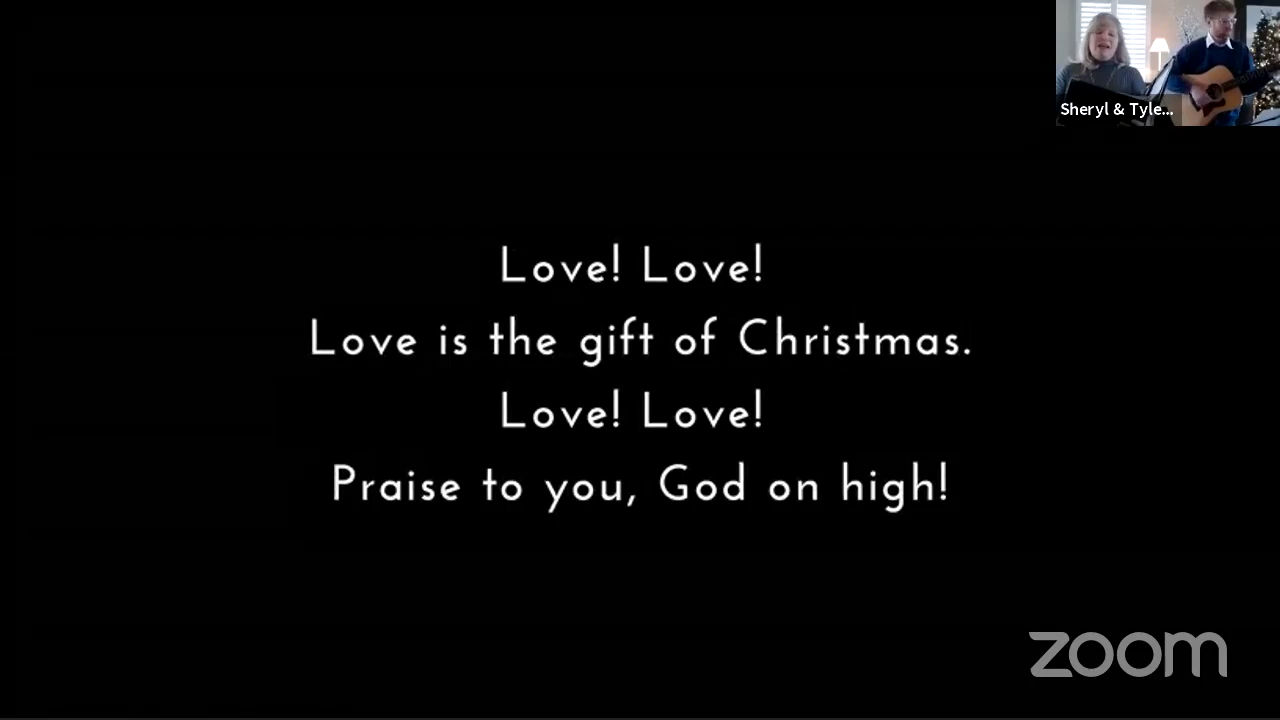 Sheryl & Tyle...
Love! Love!
Love is the gift of Christmas.
Love! Love!
Praise to you, God on high!
zoom